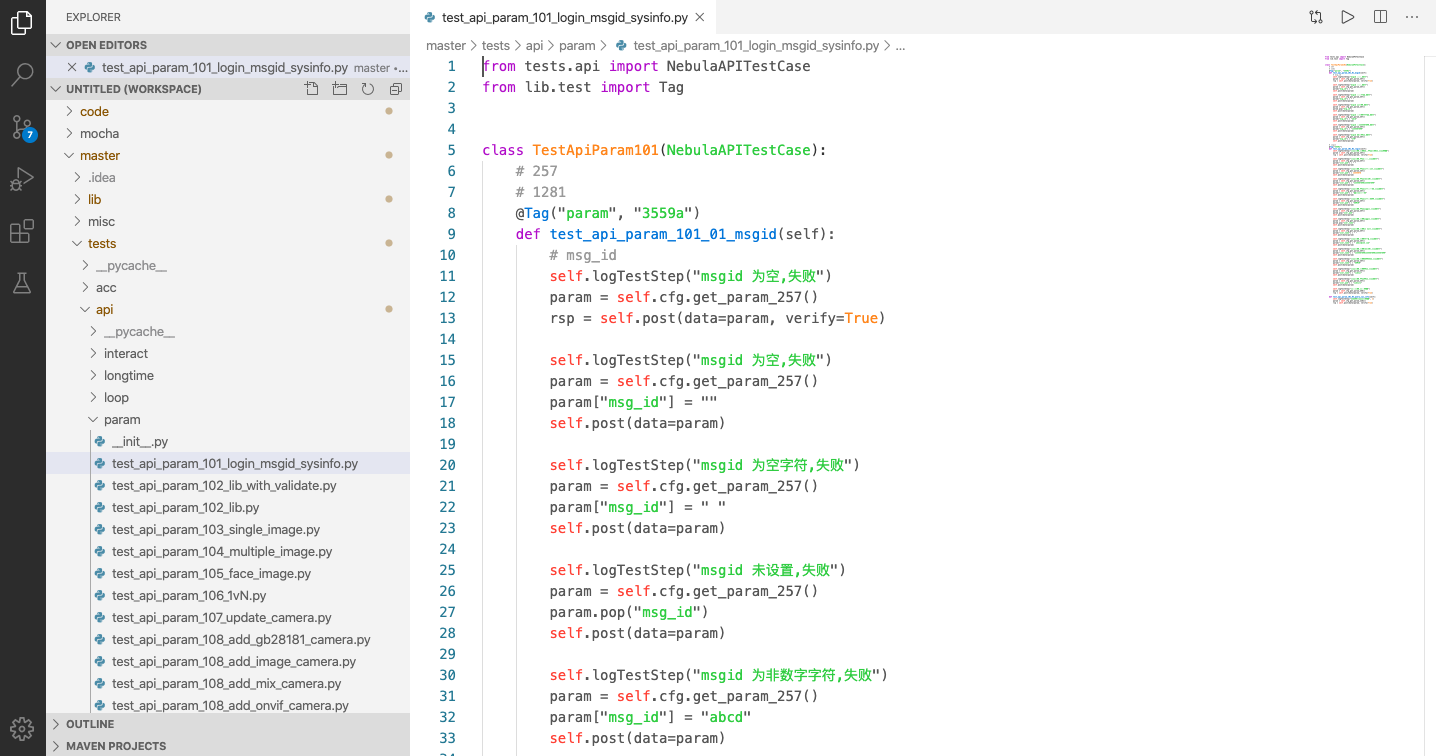 EXPLORER
OPEN EDITORS
test_api_param_101_login_msgid_sysinfo.py master •...
UNTITLED (WORKSPACE)
code
mocha
master
.idea
lib
misc
tests
__pycache__
acc
api
__pycache__
interact
longtime
loop
param
__init__.py
test_api_param_101_login_msgid_sysinfo.py
test_api_param_102_lib_with_validate.py
test_api_param_102_lib.py
test_api_param_103_single_image.py
test_api_param_104_multiple_image.py
test_api_param_105_face_image.py
test_api_param_106_1vN.py
test_api_param_107_update_camera.py
test_api_param_108_add_gb28181_camera.py
test_api_param_108_add_image_camera.py
test_api_param_108_add_mix_camera.py
test_api_param_108_add_onvif_camera.py
OUTLINE
MAVEN PROJECTS
7
test_api_param_101_login_msgid_sysinfo.py
master > tests > api > param > test_api_param_101_login_msgid_sysinfo.py > ...
1 from tests.api import NebulaAPITestCase
2 from lib.test import Tag
3
4
5 class TestApiParam101(NebulaAPITestCase):
6 # 257
7 # 1281
8 @Tag("param", "3559a")
9 def test_api_param_101_01_msgid(self):
10 # msg_id
11 self.logTestStep("msgid 为空,失败")
12 param = self.cfg.get_param_257()
13 rsp = self.post(data=param, verify=True)
14
15 self.logTestStep("msgid 为空,失败")
16 param = self.cfg.get_param_257()
17 param["msg_id"] = ""
18 self.post(data=param)
19
20 self.logTestStep("msgid 为空字符,失败")
21 param = self.cfg.get_param_257()
22 param["msg_id"] = " "
23 self.post(data=param)
24
25 self.logTestStep("msgid 未设置,失败")
26 param = self.cfg.get_param_257()
27 param.pop("msg_id")
28 self.post(data=param)
29
30 self.logTestStep("msgid 为非数字字符,失败")
31 param = self.cfg.get_param_257()
32 param["msg_id"] = "abcd"
33 self.post(data=param)